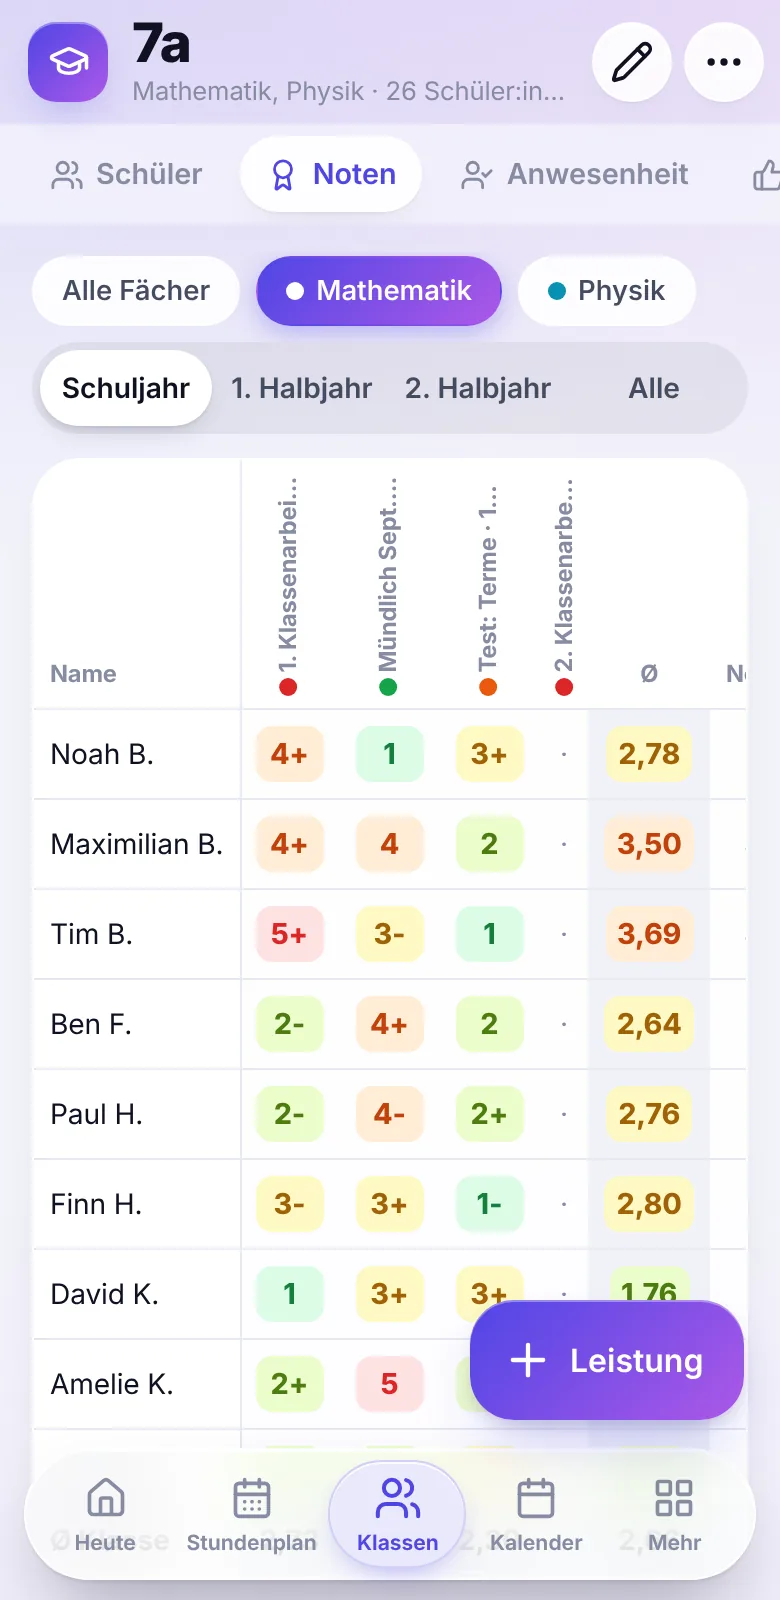 7a
Mathematik, Physik · 26 Schüler:in...
Schüler
Noten
Anwesenheit
Alle Fächer
Mathematik
Physik
Schuljahr
1. Halbjahr
2. Halbjahr
Alle
Name
1. Klassenarbei...
Mündlich Sept....
Test: Terme · 1...
2. Klassenarbe...
Ø
Noah B. 4+ 1 3+ · 2,78
Maximilian B. 4+ 4 2 · 3,50
Tim B. 5+ 3- 1 · 3,69
Ben F. 2- 4+ 2 · 2,64
Paul H. 2- 4- 2+ · 2,76
Finn H. 3- 3+ 1- · 2,80
David K. 1 3+ 3+ · 1,76
Amelie K. 2+ 5
Leistung
Ø Klasse
Heute
Stundenplan
Klassen
Kalender
Mehr